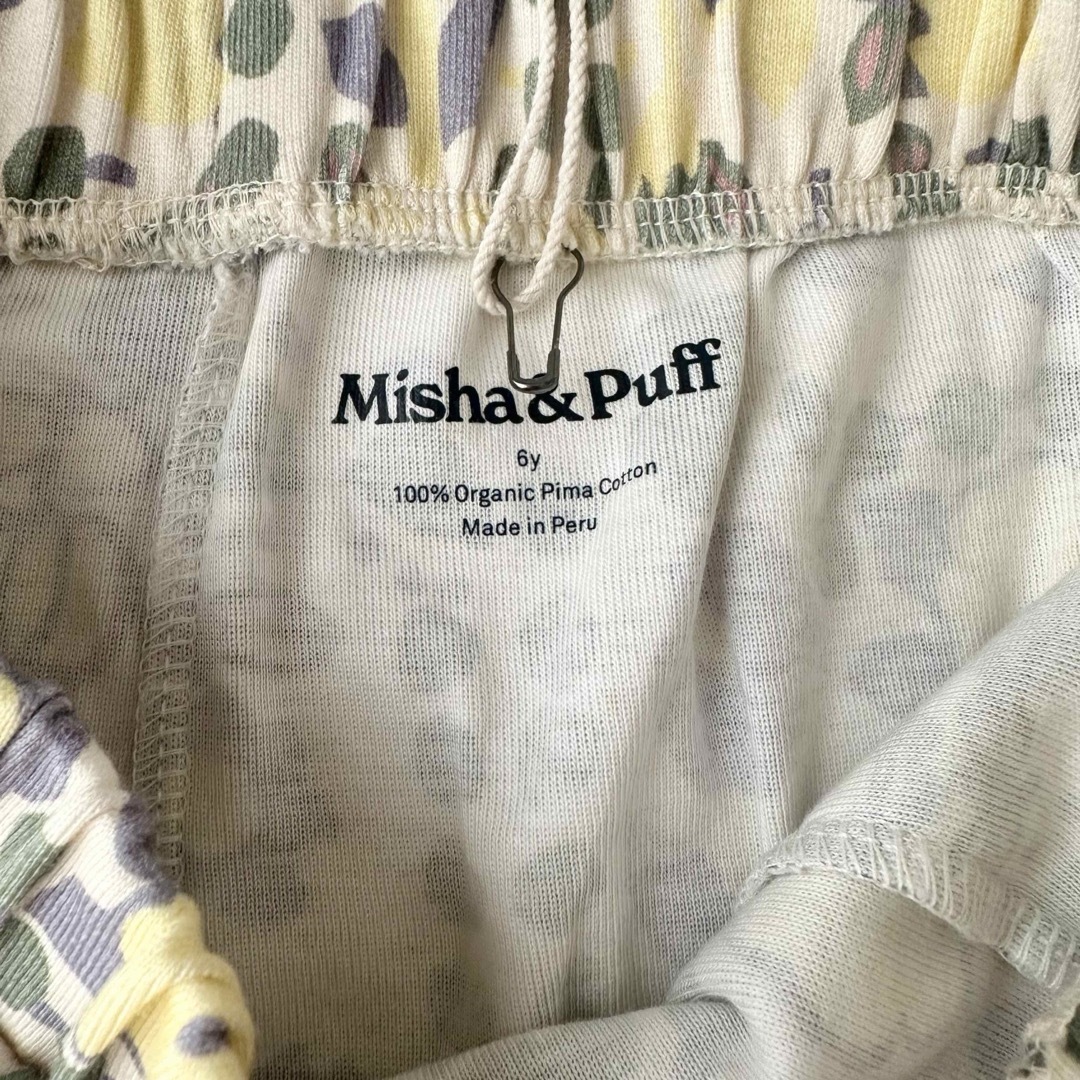 Misha & Puff
6y
100% Organic Pima Cotton
Made in Peru